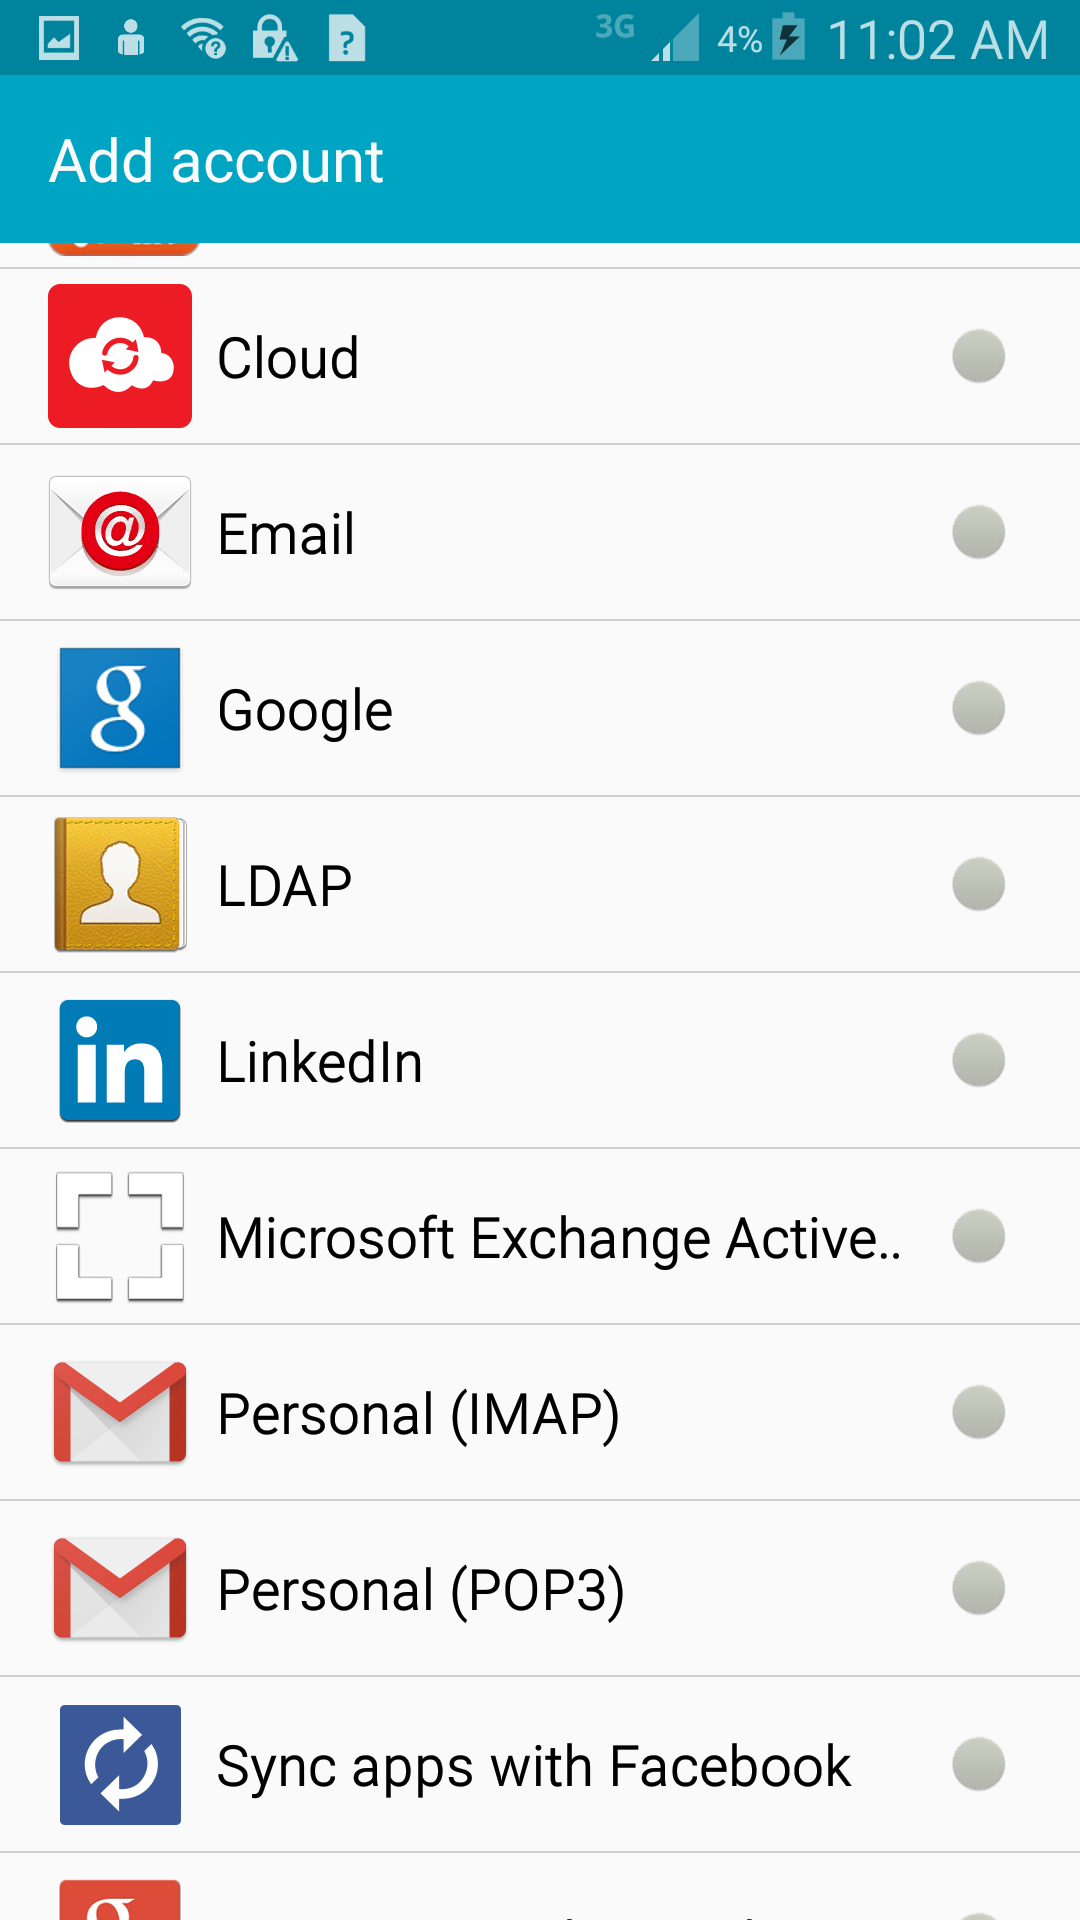 3G 4% 11:02 AM
Add account
Cloud
Email
Google
LDAP
LinkedIn
Microsoft Exchange Active..
Personal (IMAP)
Personal (POP3)
Sync apps with Facebook